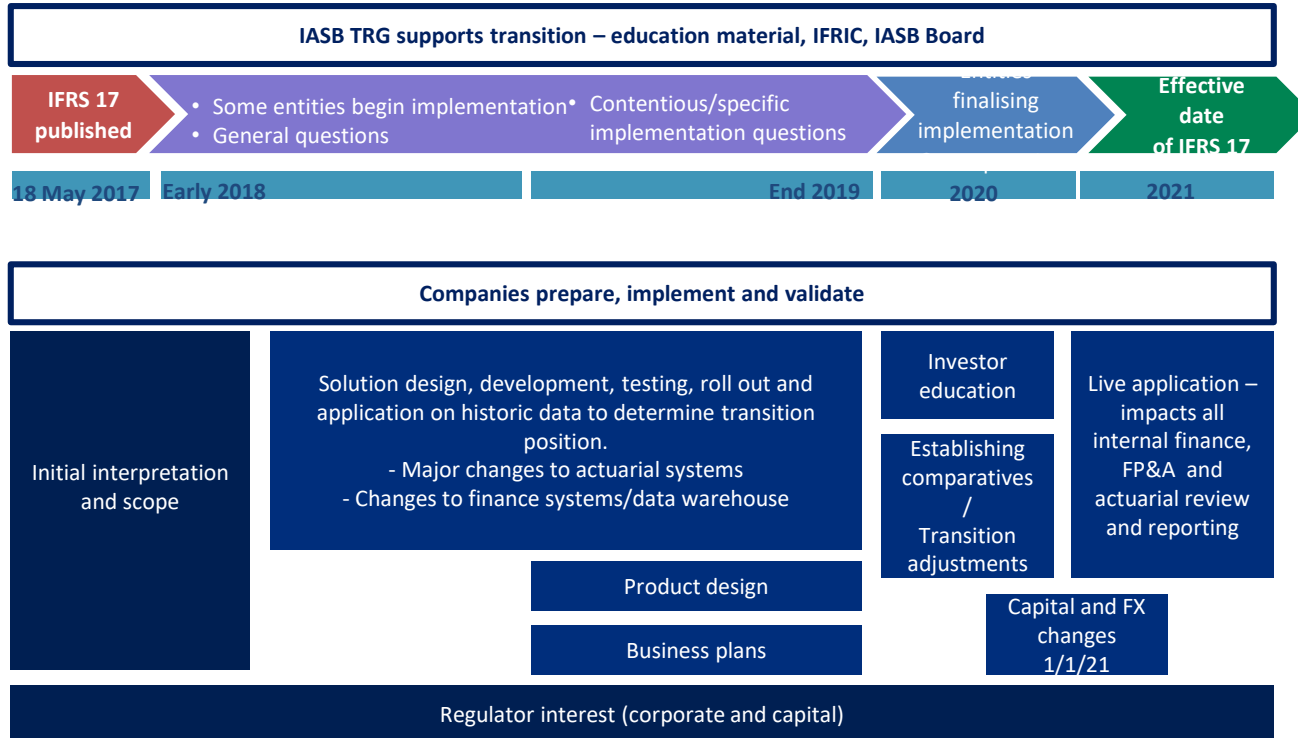 IASB TRG supports transition – education material, IFRIC, IASB Board
IFRS 17
published
• Some entities begin implementation
• General questions
• Contentious/specific
implementation questions
Entities
finalising
implementation
Effective
date
of IFRS 17
18 May 2017
Early 2018
End 2019
2020
2021
Companies prepare, implement and validate
Initial interpretation
and scope
Solution design, development, testing, roll out and
application on historic data to determine transition
position.
- Major changes to actuarial systems
- Changes to finance systems/data warehouse
Product design
Business plans
Investor
education
Establishing
comparatives
/
Transition
adjustments
Live application –
impacts all
internal finance,
FP&A and
actuarial review
and reporting
Capital and FX
changes
1/1/21
Regulator interest (corporate and capital)